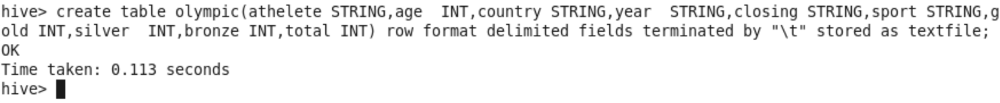 hive> create table olympic(athelete STRING,age  INT,country STRING,year  STRING,closing STRING,sport STRING,g
old INT,silver  INT,bronze INT,total INT) row format delimited fields terminated by "\t" stored as textfile;
OK
Time taken: 0.113 seconds
hive>